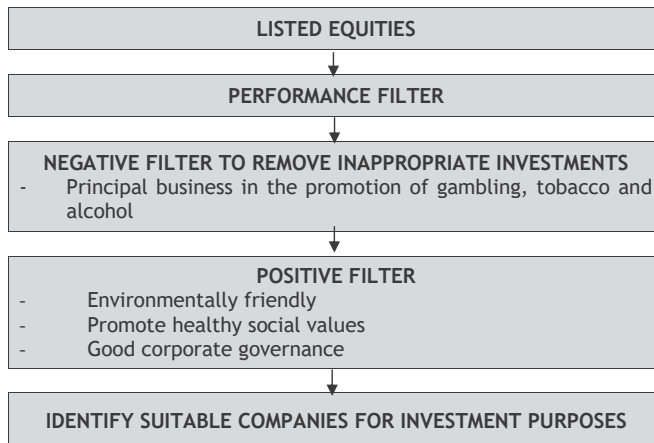 LISTED EQUITIES
PERFORMANCE FILTER
NEGATIVE FILTER TO REMOVE INAPPROPRIATE INVESTMENTS
- Principal business in the promotion of gambling, tobacco and
alcohol
POSITIVE FILTER
- Environmentally friendly
- Promote healthy social values
- Good corporate governance
IDENTIFY SUITABLE COMPANIES FOR INVESTMENT PURPOSES